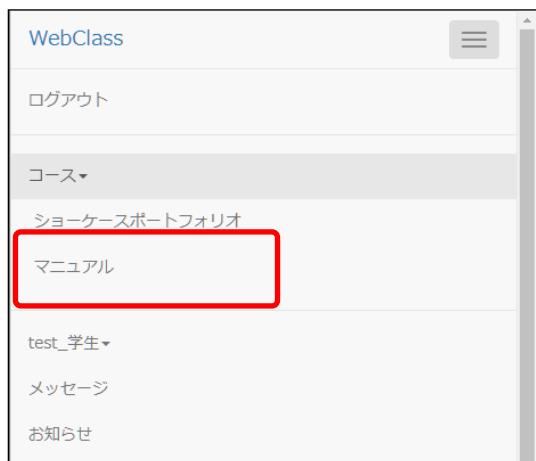 WebClass
ログアウト
コース▾
ショーケースポートフォリオ
マニュアル
test_学生▾
メッセージ
お知らせ